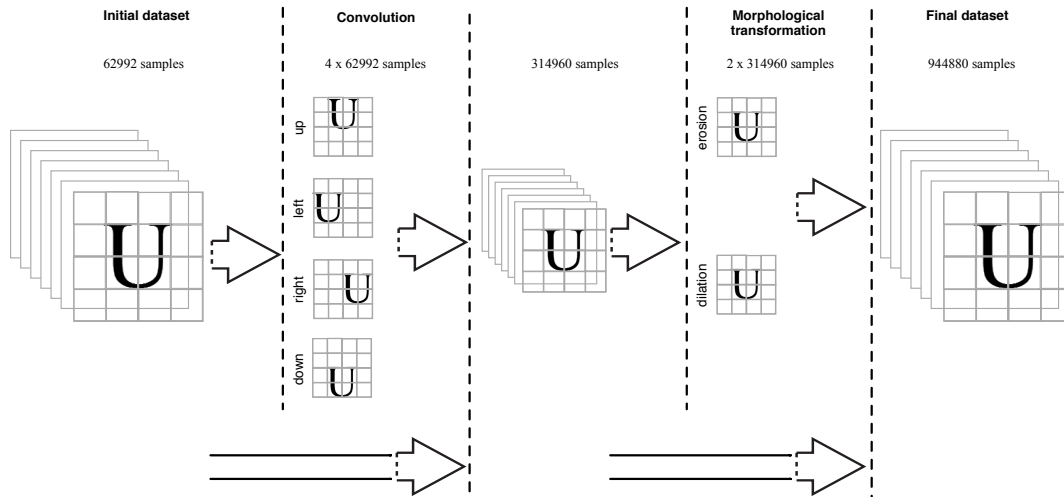 Initial dataset
62992 samples
U
Convolution
4 x 62992 samples
up
U
left
U
right
U
down
U
314960 samples
U
Morphological
transformation
2 x 314960 samples
erosion
U
dilation
U
Final dataset
944880 samples
U